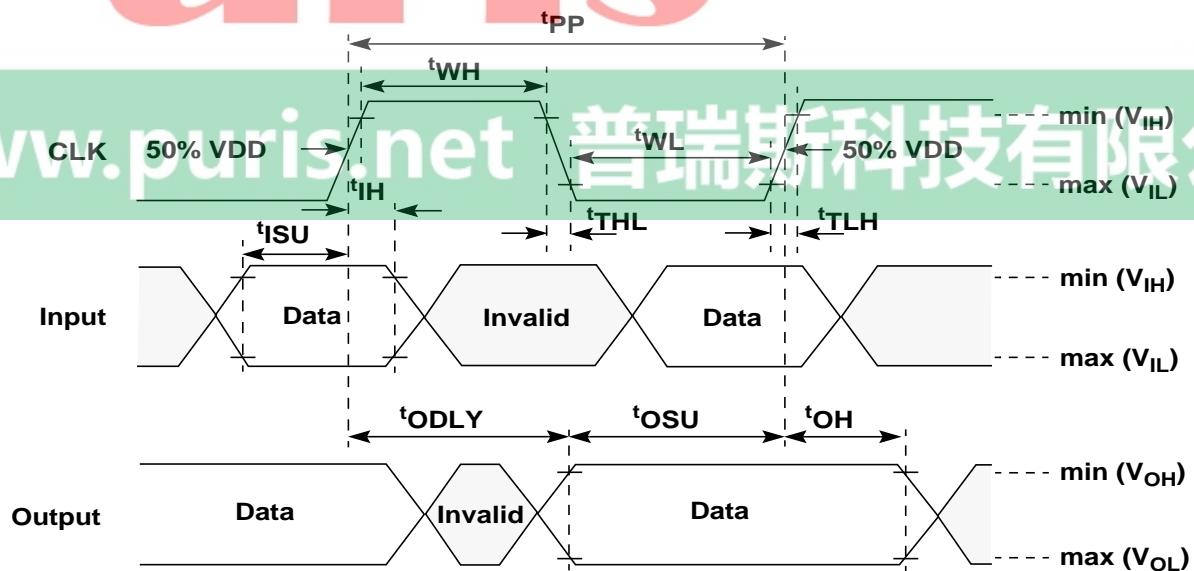 uris
tPP
tWH
www.puris.net 普瑞斯科技有限
min (VIH)
CLK 50% VDD
tWL
50% VDD
max (VIL)
tIH
tISU
tTHL
tTLH
Input
Data
Invalid
Data
min (VIH)
max (VIL)
tODLY
tOSU
tOH
Output
Data
Invalid
Data
min (VOH)
max (VOL)